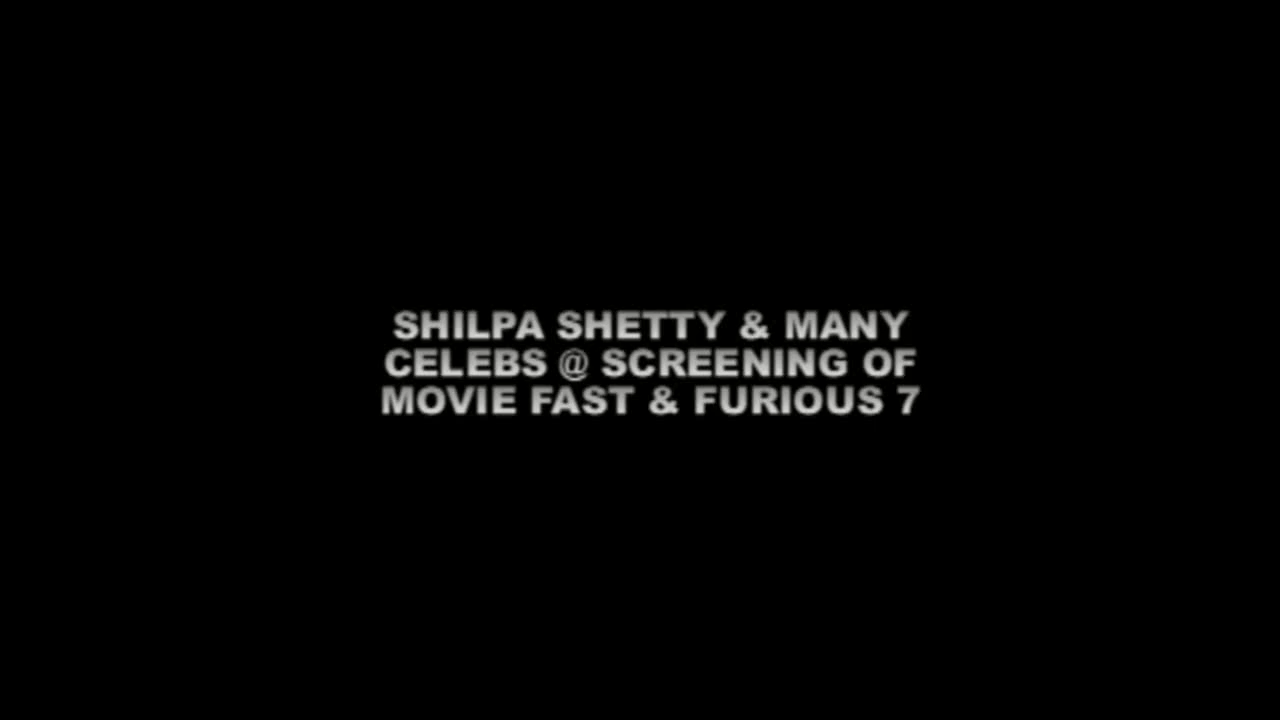 SHILPA SHETTY & MANY
CELEBS @ SCREENING OF
MOVIE FAST & FURIOUS 7